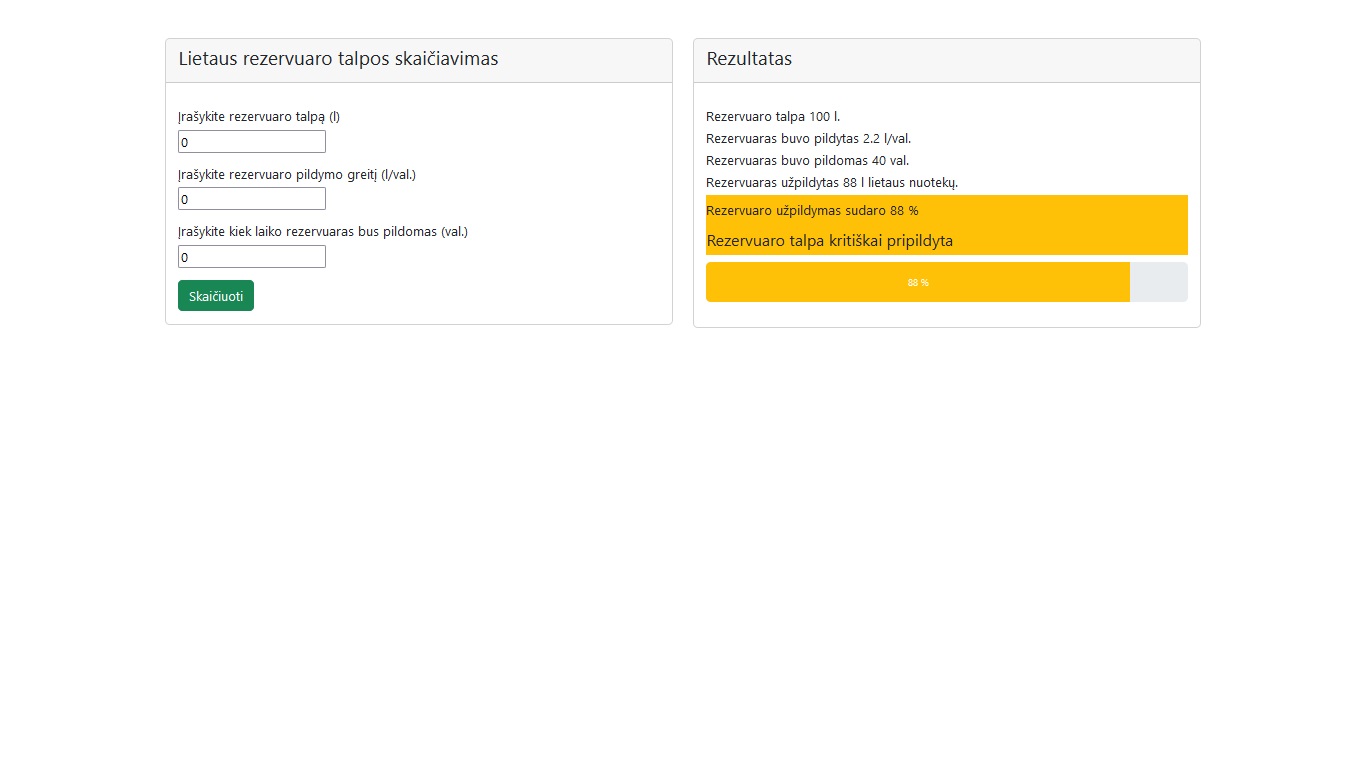 Lietaus rezervuaro talpos skaičiavimas
Įrašykite rezervuaro talpą (l)
0
Įrašykite rezervuaro pildymo greitį (l/val.)
0
Įrašykite kiek laiko rezervuaras bus pildomas (val.)
0
Skaičiuoti
Rezultatas
Rezervuaro talpa 100 l.
Rezervuaras buvo pildytas 2.2 l/val.
Rezervuaras buvo pildomas 40 val.
Rezervuaras užpildytas 88 l lietaus nuotekų.
Rezervuaro užpildymas sudaro 88 %
Rezervuaro talpa kritiškai pripildyta
88 %